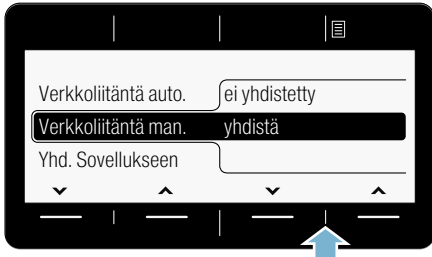 Verkkoliitäntä auto. ei yhdistetty
Verkkoliitäntä man. yhdistä
Yhd. Sovellukseen